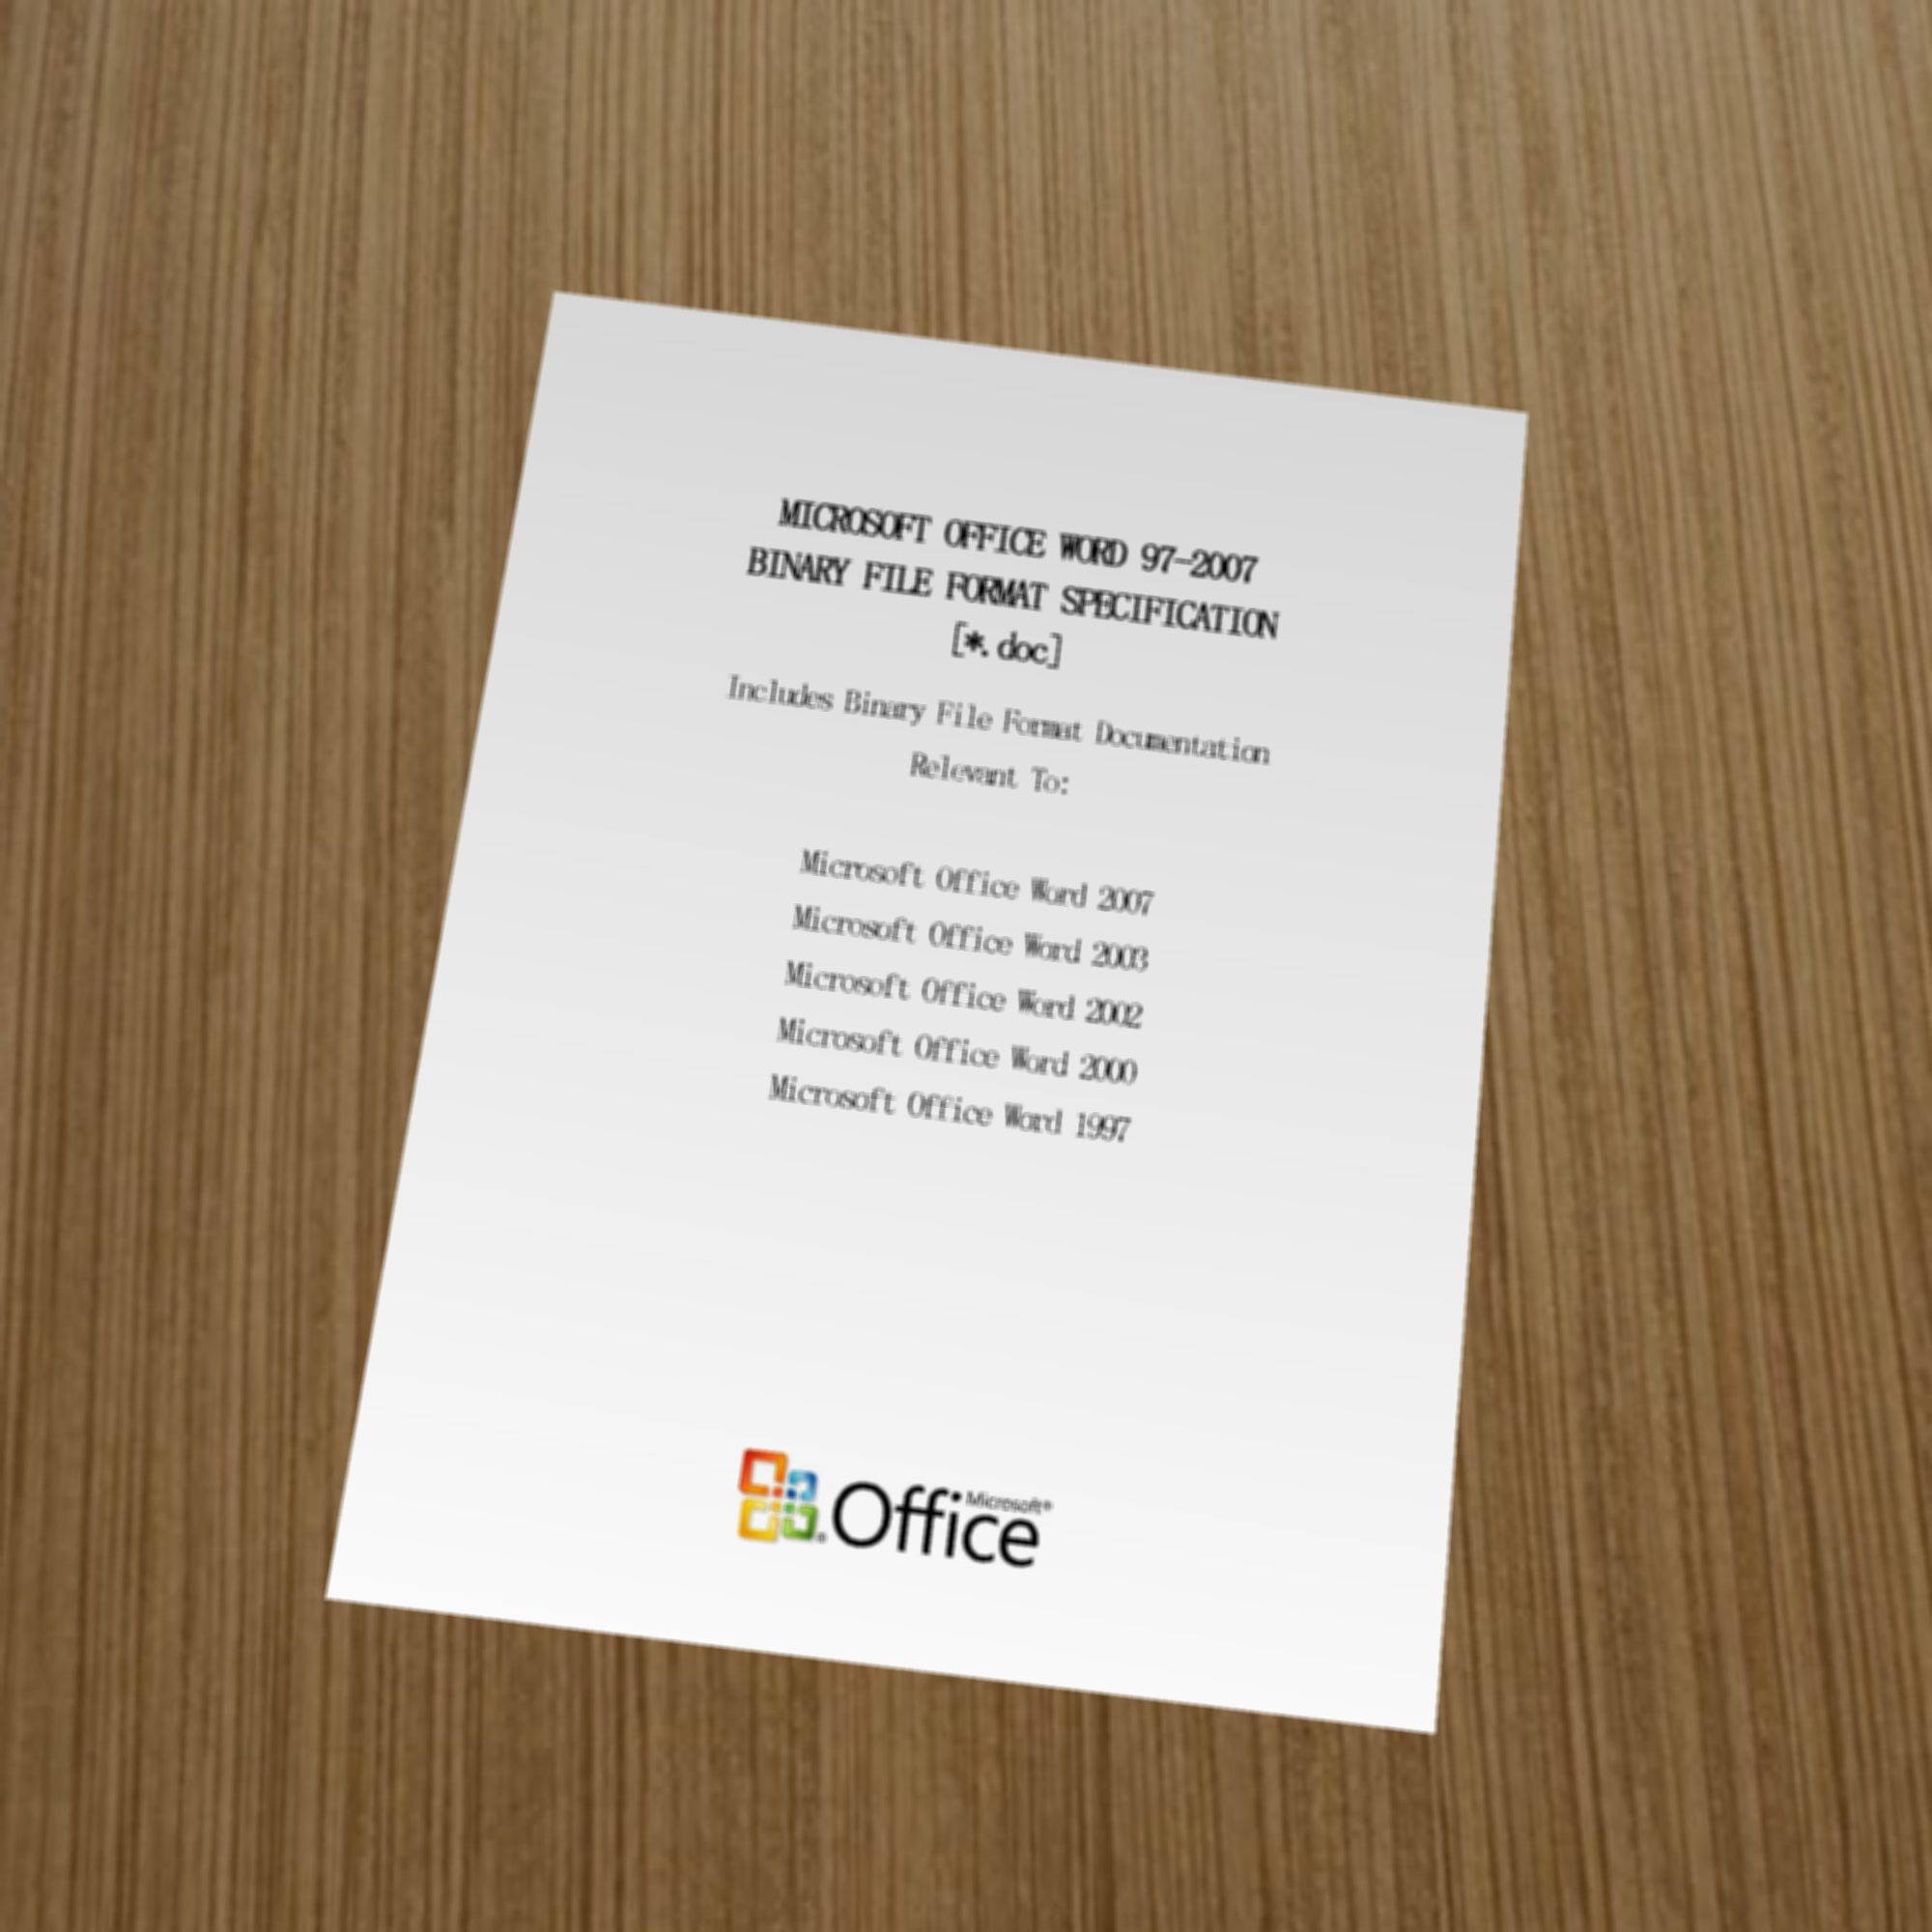 MICROSOFT OFFICE WORD 97-2007
BINARY FILE FORMAT SPECIFICATION
[*.doc]
Includes Binary File Format Documentation
Relevant To:
Microsoft Office Word 2007
Microsoft Office Word 2003
Microsoft Office Word 2002
Microsoft Office Word 2000
Microsoft Office Word 1997
Microsoft®
Office